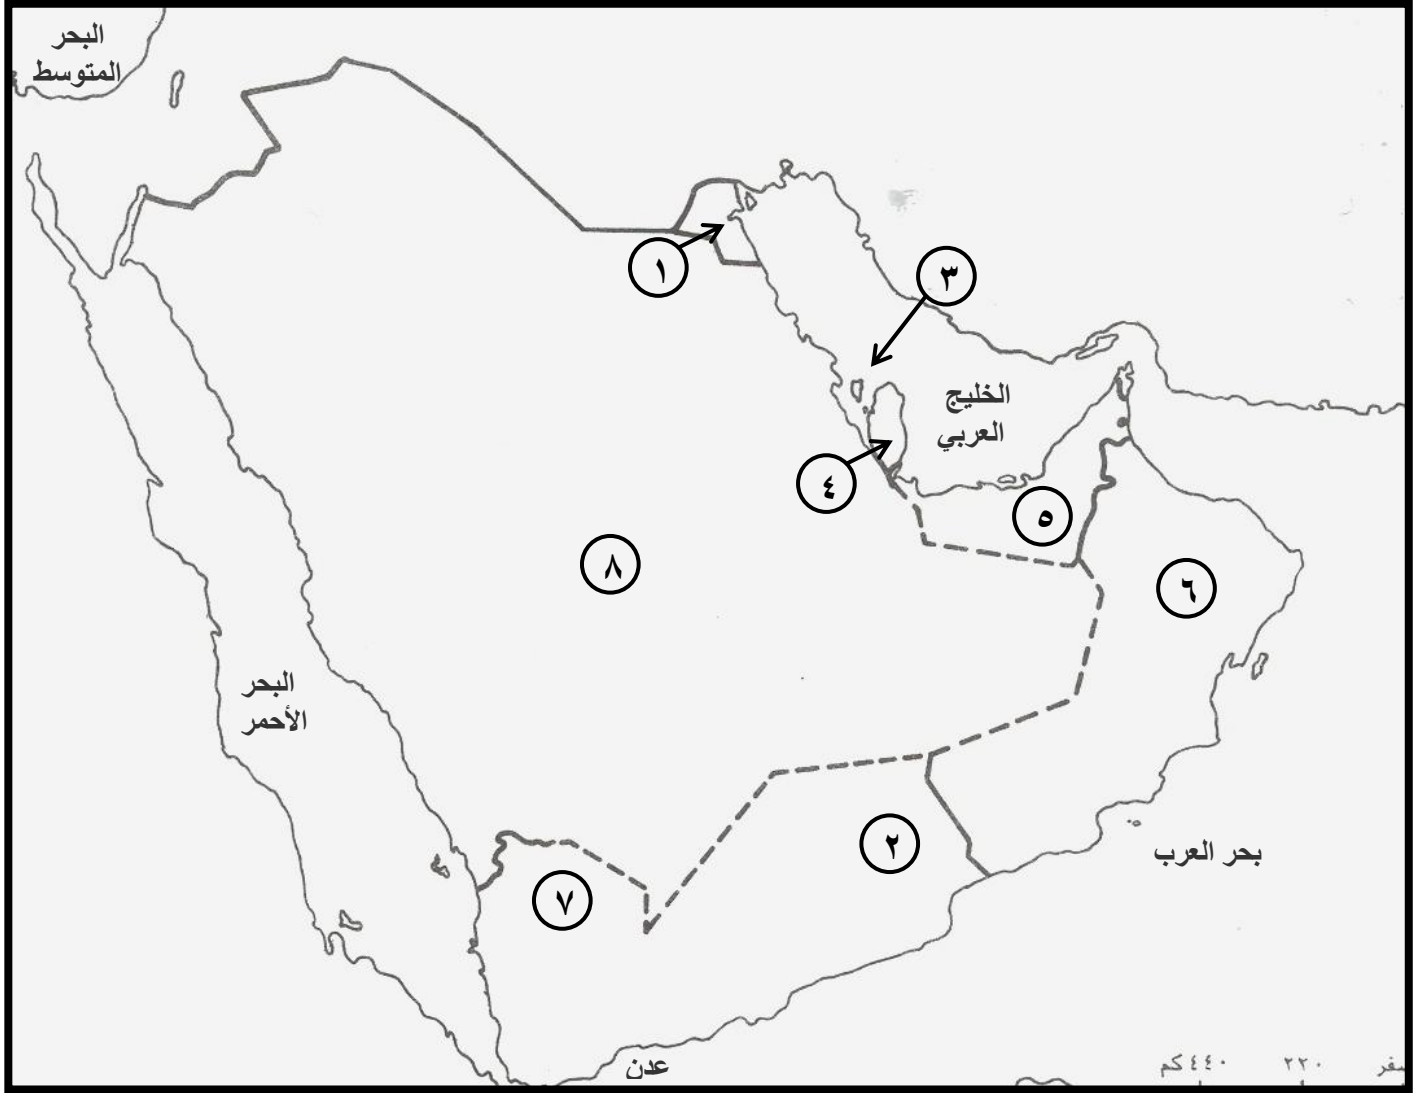 البحر
المتوسط
١
٣
الخليج
العربي
٤
٥
٨
٦
البحر
الأحمر
٢
بحر العرب
٧
عدن
صفر ٢٢٠ ٤٤٠ كم